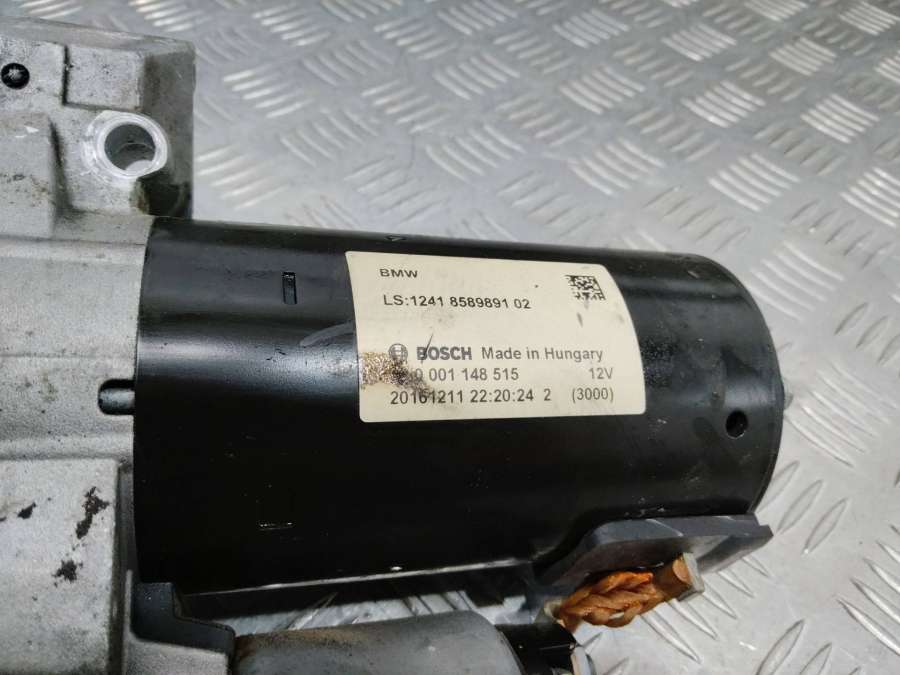 BMW
LS:1241 8589891 02
BOSCH Made in Hungary
0 001 148 515 12V
20161211 22:20:24 2 (3000)